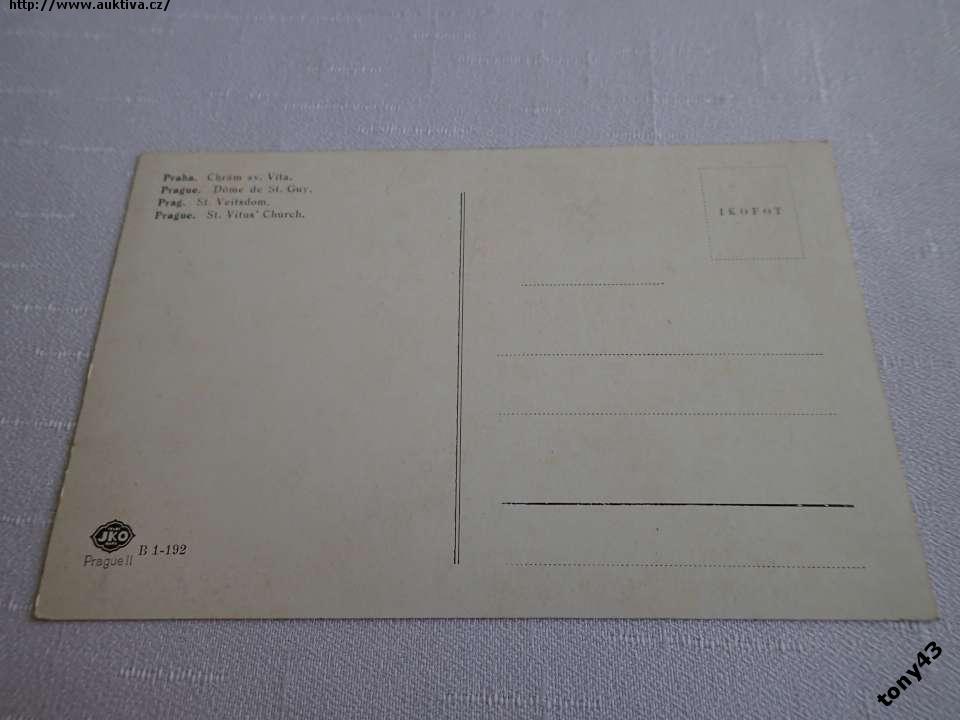 http://www.auktiva.cz/
Praha. Chrám sv. Víta.
Prague. Dôme de St. Guy.
Prag. St. Veitsdom.
Prague. St. Vitus' Church.
IKOFOT
JKO
Prague II
B 1-192
tony43